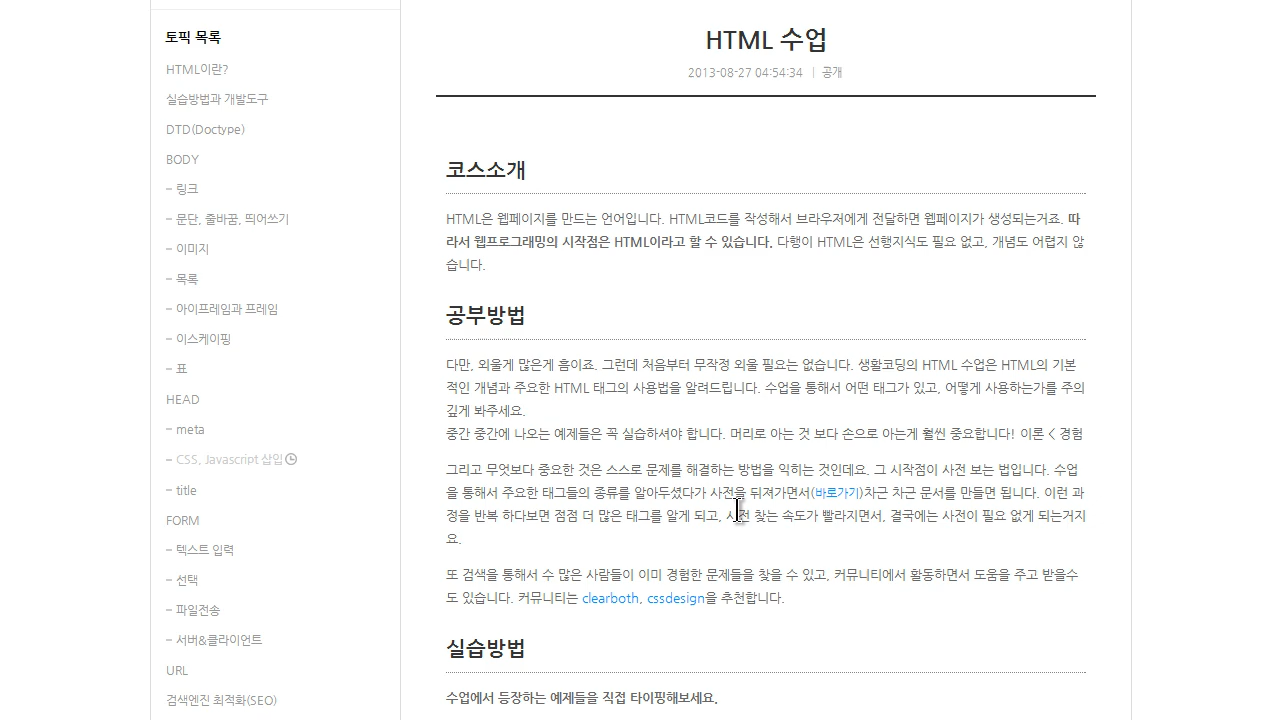 토픽 목록
HTML이란?
실습방법과 개발도구
DTD(Doctype)
BODY
- 링크
- 문단, 줄바꿈, 띄어쓰기
- 이미지
- 목록
- 아이프레임과 프레임
- 이스케이핑
- 표
HEAD
- meta
- CSS, Javascript 삽입
- title
FORM
- 텍스트 입력
- 선택
- 파일전송
- 서버&클라이언트
URL
검색엔진 최적화(SEO)
HTML 수업
2013-08-27 04:54:34 | 공개
코스소개
HTML은 웹페이지를 만드는 언어입니다. HTML코드를 작성해서 브라우저에게 전달하면 웹페이지가 생성되는거죠. 따
라서 웹프로그래밍의 시작점은 HTML이라고 할 수 있습니다. 다행이 HTML은 선행지식도 필요 없고, 개념도 어렵지 않
습니다.
공부방법
다만, 외울게 많은게 흠이죠. 그런데 처음부터 무작정 외울 필요는 없습니다. 생활코딩의 HTML 수업은 HTML의 기본
적인 개념과 주요한 HTML 태그의 사용법을 알려드립니다. 수업을 통해서 어떤 태그가 있고, 어떻게 사용하는가를 주의
깊게 봐주세요.
중간 중간에 나오는 예제들은 꼭 실습하셔야 합니다. 머리로 아는 것 보다 손으로 아는게 훨씬 중요합니다! 이론 < 경험
그리고 무엇보다 중요한 것은 스스로 문제를 해결하는 방법을 익히는 것인데요. 그 시작점이 사전 보는 법입니다. 수업
을 통해서 주요한 태그들의 종류를 알아두셨다가 사전을 뒤져가면서(바로가기)차근 차근 문서를 만들면 됩니다. 이런 과
정을 반복 하다보면 점점 더 많은 태그를 알게 되고, 사전 찾는 속도가 빨라지면서, 결국에는 사전이 필요 없게 되는거지
요.
또 검색을 통해서 수 많은 사람들이 이미 경험한 문제들을 찾을 수 있고, 커뮤니티에서 활동하면서 도움을 주고 받을수
도 있습니다. 커뮤니티는 clearboth, cssdesign을 추천합니다.
실습방법
수업에서 등장하는 예제들을 직접 타이핑해보세요.